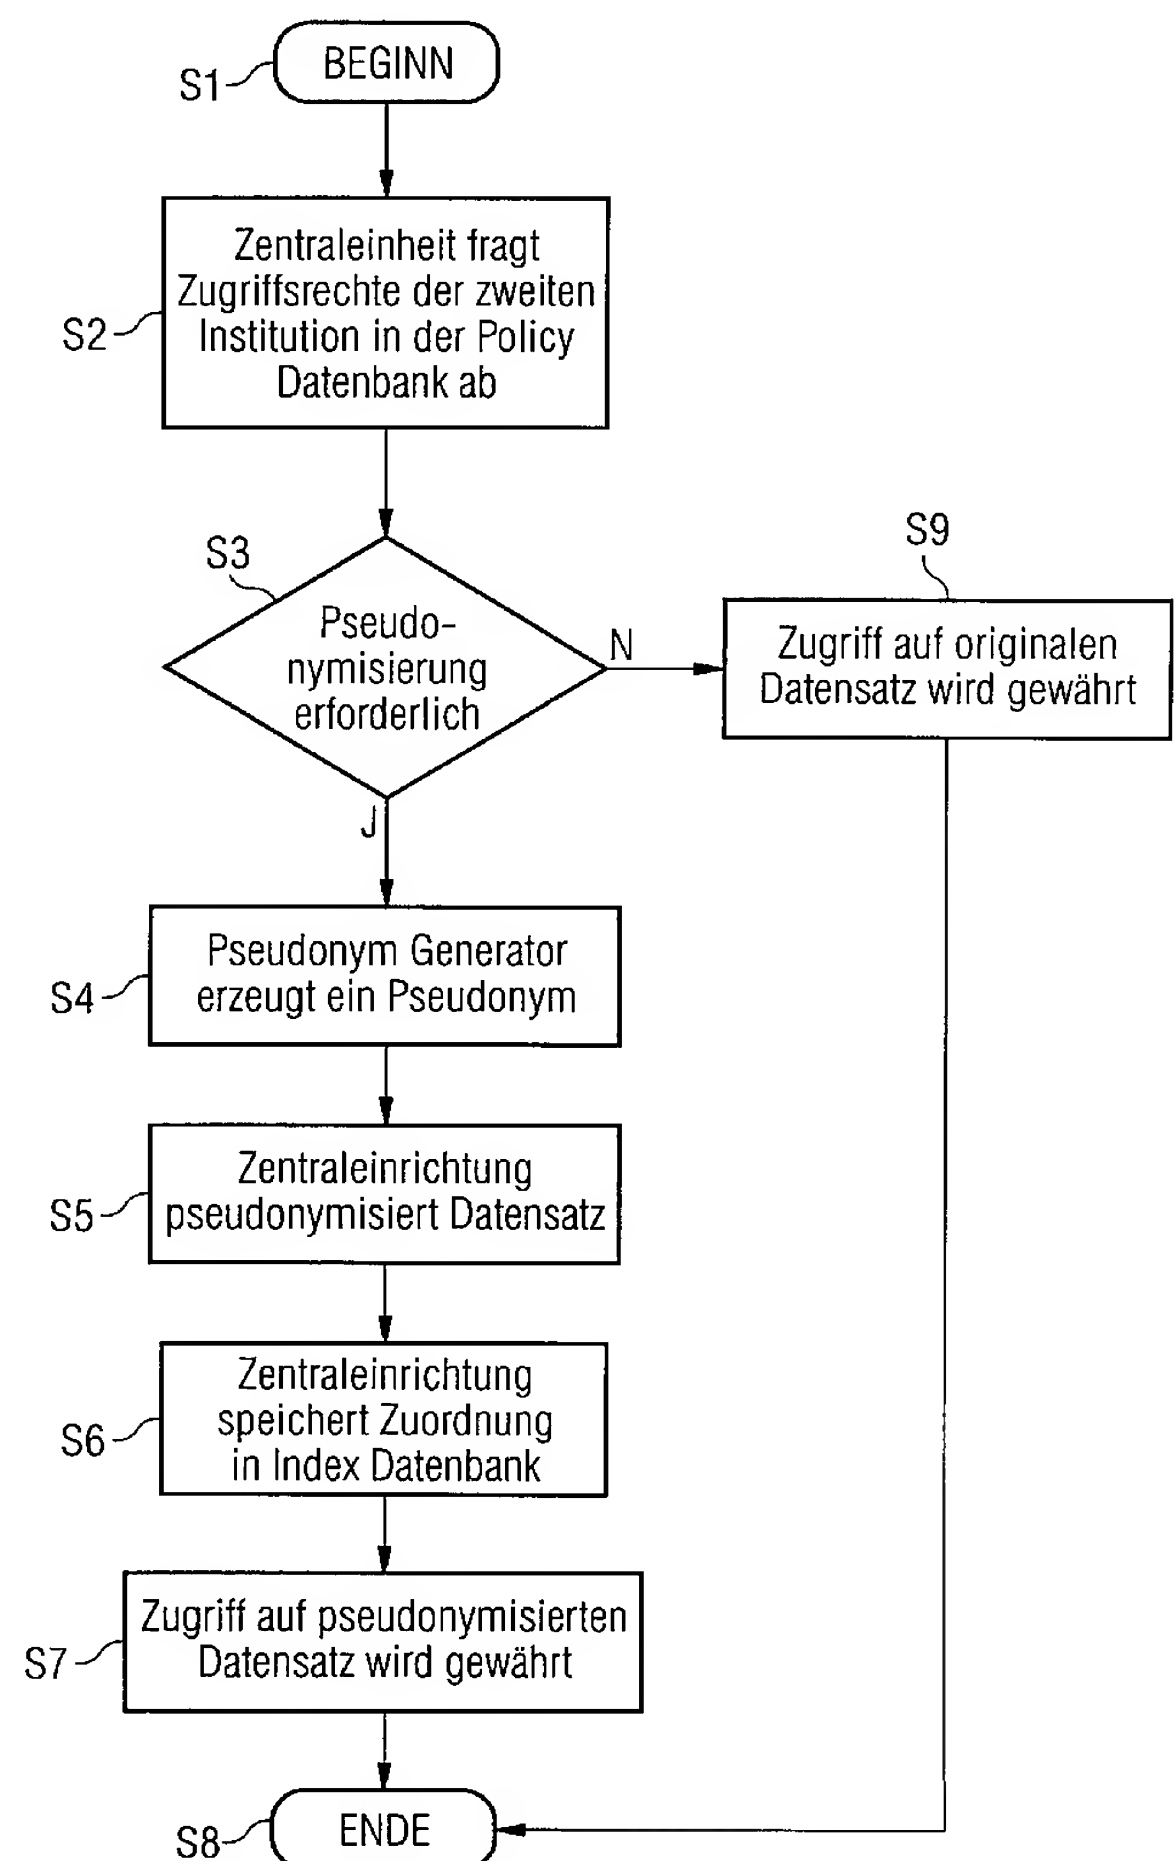 S1
BEGINN
S2
Zentraleinheit fragt
Zugriffsrechte der zweiten
Institution in der Policy
Datenbank ab
S3
Pseudo-
nymisierung
erforderlich
N
S9
Zugriff auf originalen
Datensatz wird gewährt
J
S4
Pseudonym Generator
erzeugt ein Pseudonym
S5
Zentraleinrichtung
pseudonymisiert Datensatz
S6
Zentraleinrichtung
speichert Zuordnung
in Index Datenbank
S7
Zugriff auf pseudonymisierten
Datensatz wird gewährt
S8
ENDE